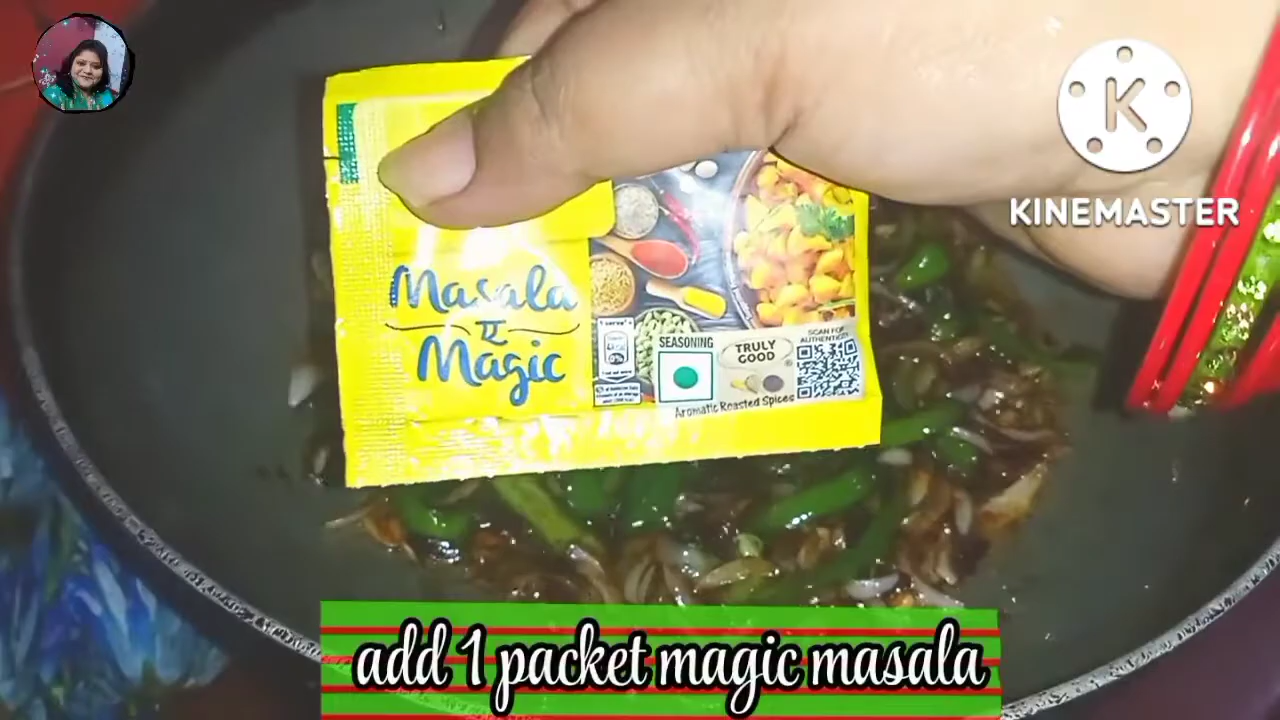 K
KINEMASTER
Masala
Magic
SEASONING
TRULY
GOOD
SCAN FOR
AUTHENTICITY
Aromatic Roasted Spices
add 1 packet magic masala